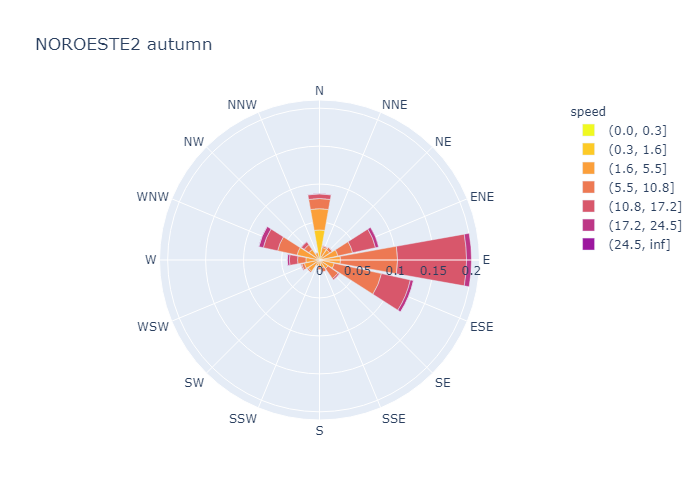 NOROESTE2 autumn
N
NNE
NE
ENE
E
ESE
SE
SSE
S
SSW
SW
WSW
W
WNW
NW
NNW
0 0.05 0.1 0.15 0.2
speed
(0.0, 0.3]
(0.3, 1.6]
(1.6, 5.5]
(5.5, 10.8]
(10.8, 17.2]
(17.2, 24.5]
(24.5, inf]